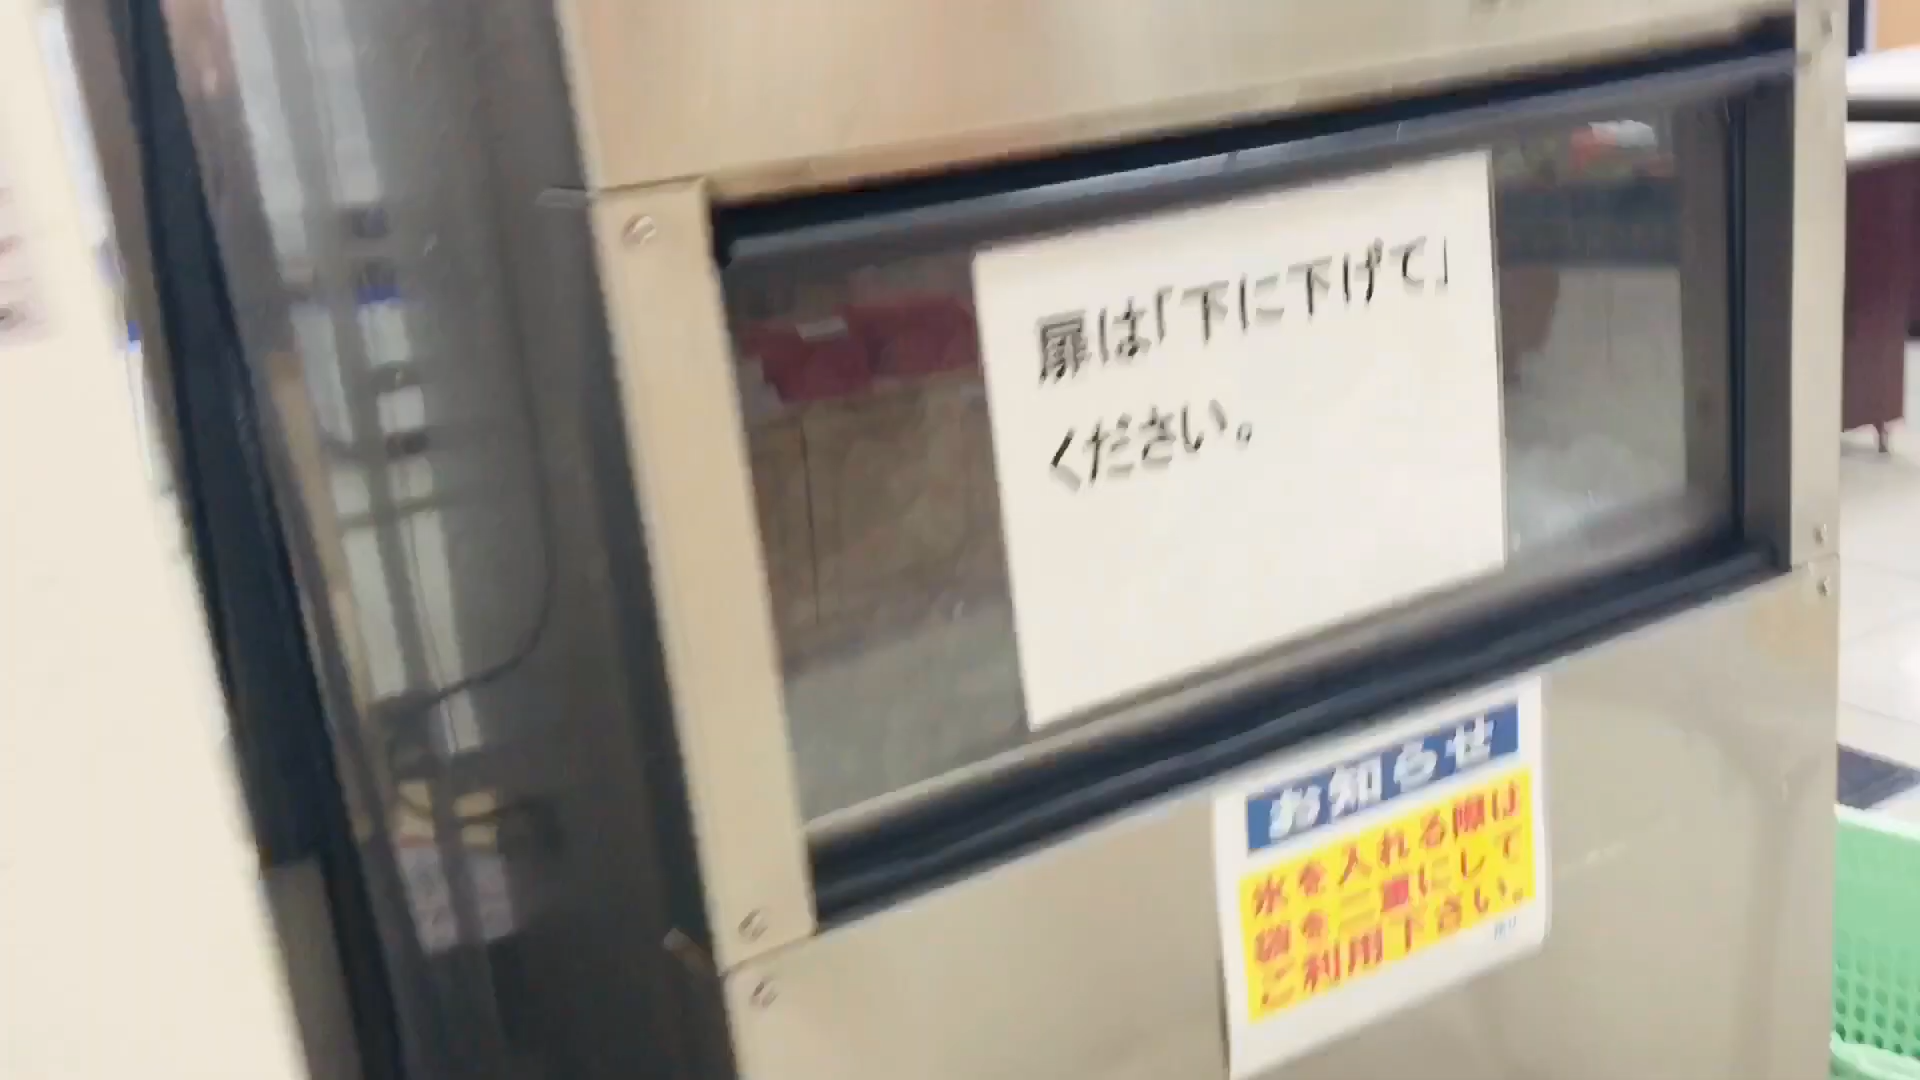 扉は「下に下げて」
ください。
お知らせ
氷を入れる際は
袋を二重にして
ご利用下さい。